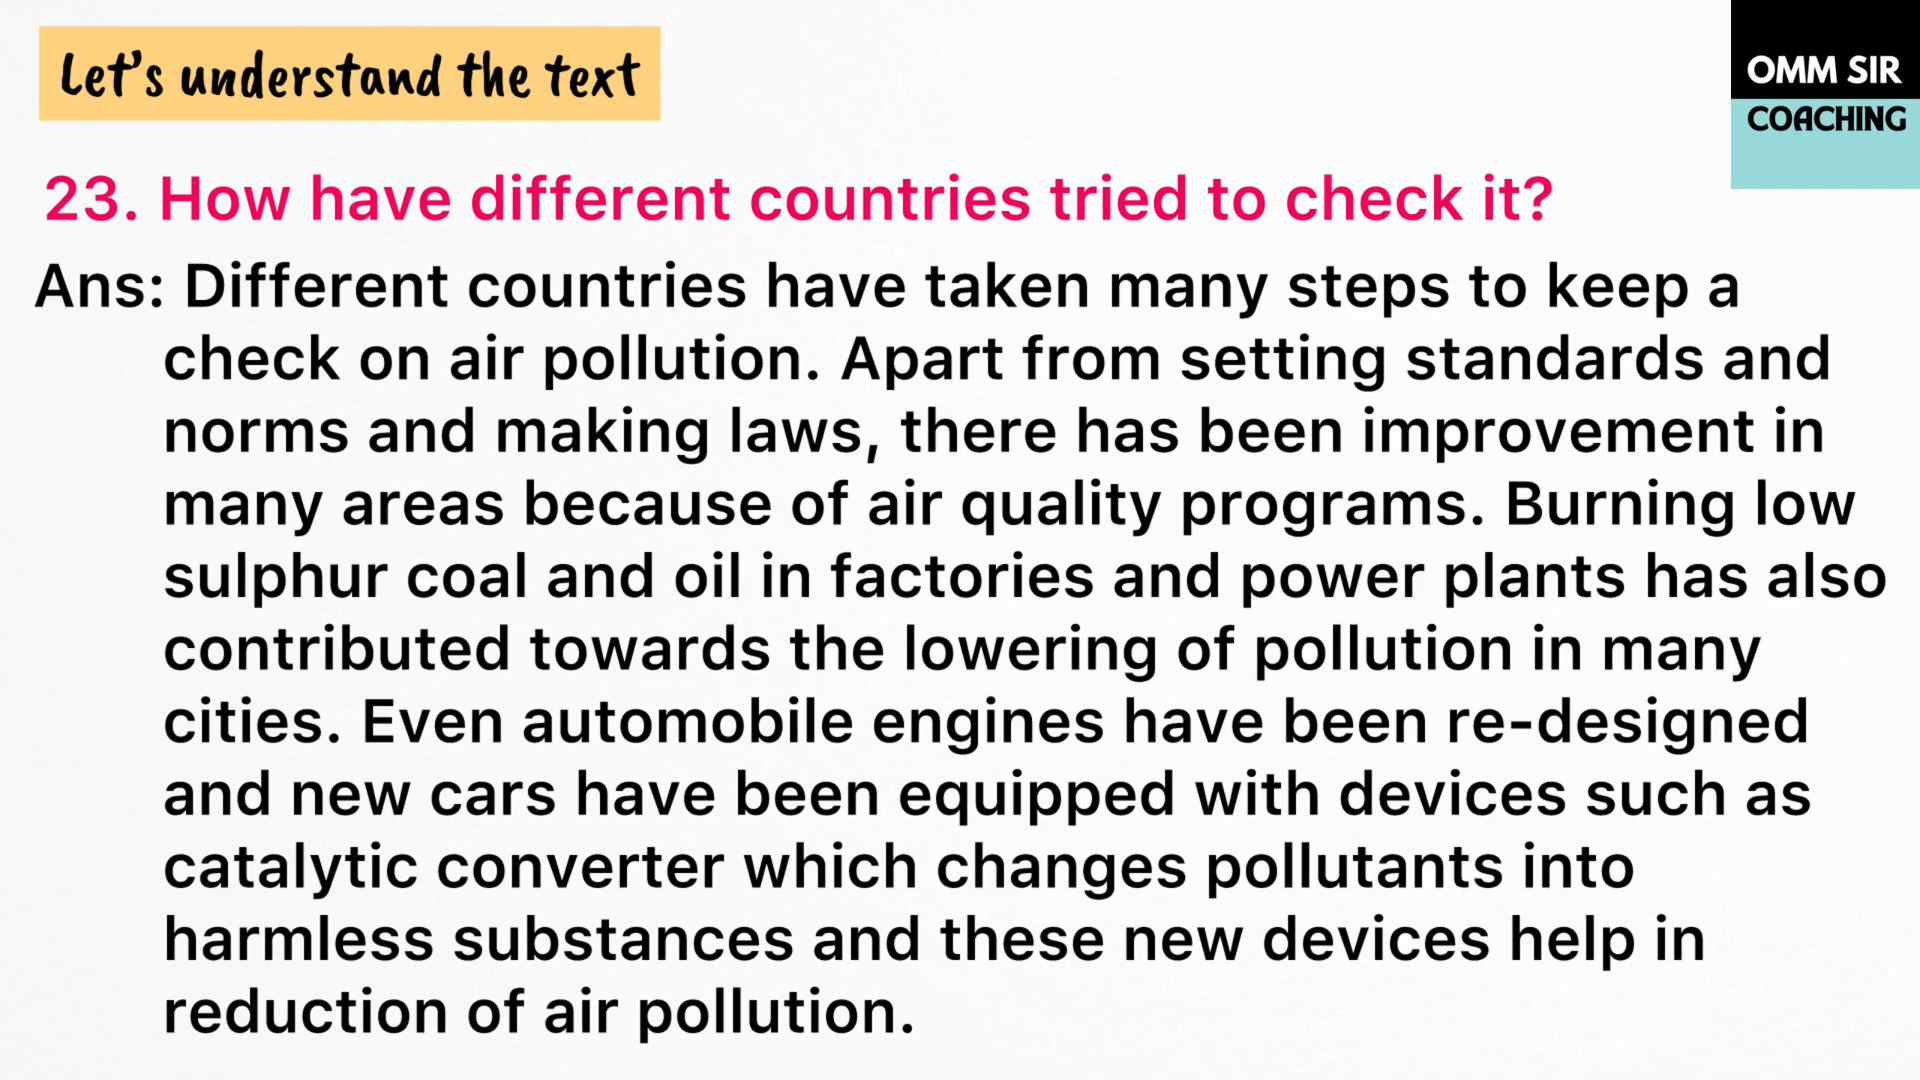 Let's understand the text
OMM SIR
COACHING
23. How have different countries tried to check it?
Ans: Different countries have taken many steps to keep a
check on air pollution. Apart from setting standards and
norms and making laws, there has been improvement in
many areas because of air quality programs. Burning low
sulphur coal and oil in factories and power plants has also
contributed towards the lowering of pollution in many
cities. Even automobile engines have been re-designed
and new cars have been equipped with devices such as
catalytic converter which changes pollutants into
harmless substances and these new devices help in
reduction of air pollution.